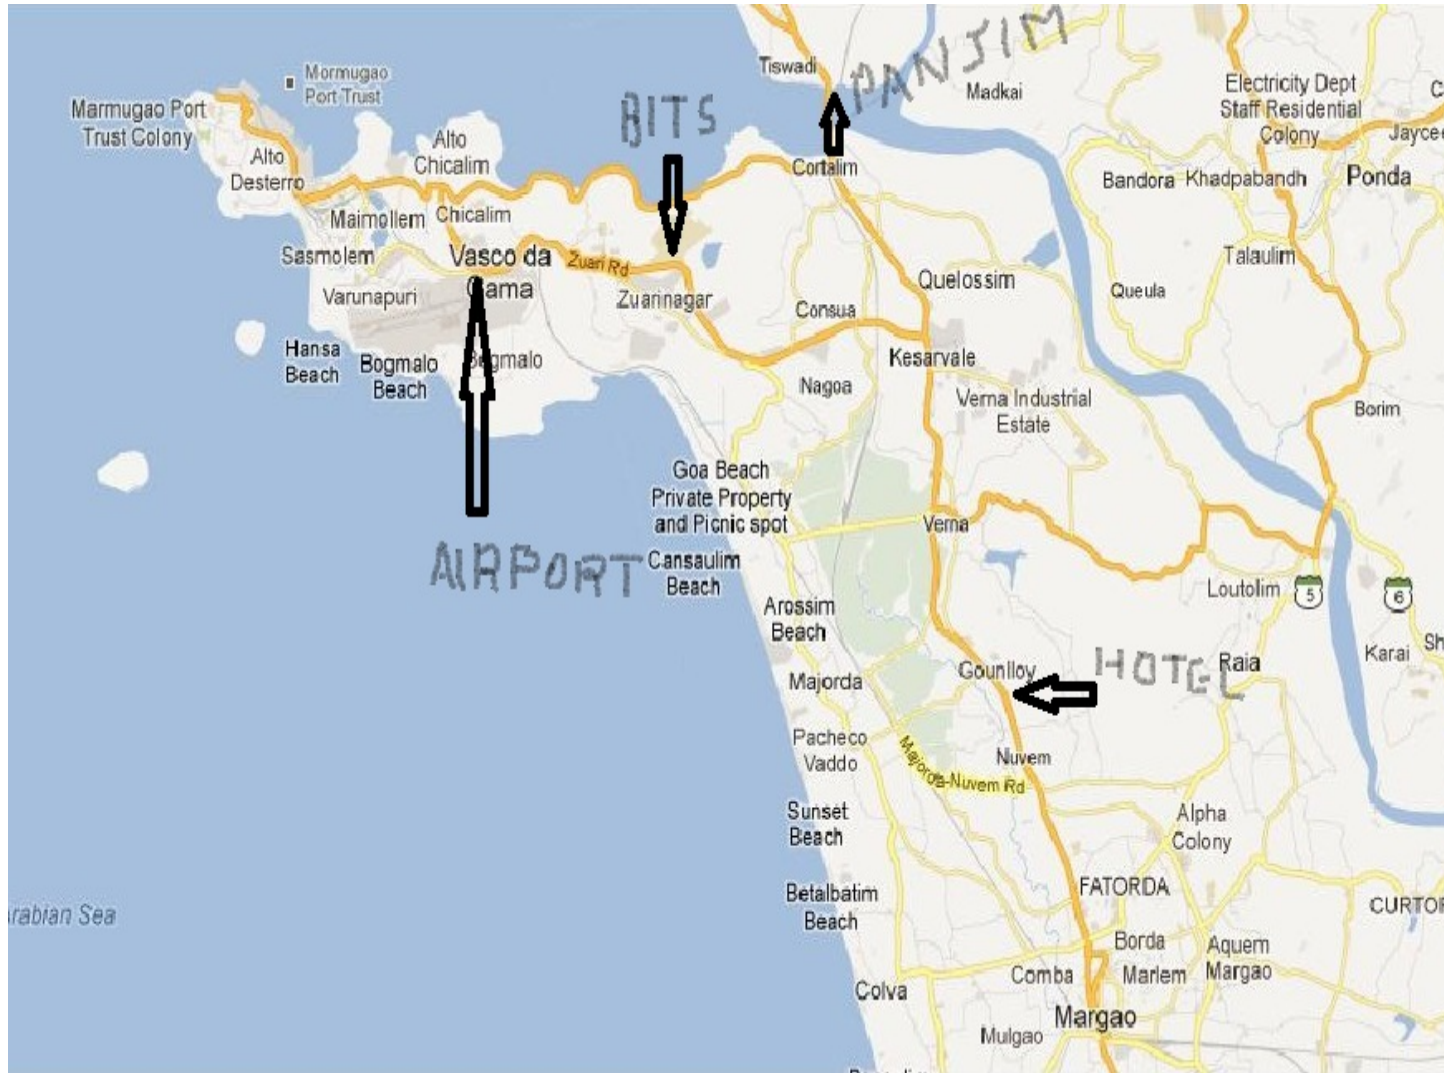 PANJIM
Tiswadi
Madkai
Mormugao
Port Trust
Marmugao Port
Trust Colony
BITS
Electricity Dept
Staff Residential
Colony
Jaycee
Alto
Desterro
Alto
Chicalim
Cortalim
Bandora
Khadpabandh
Ponda
Maimollem
Chicalim
Sasmolem
Vasco da
Gama
Zuari Rd
Talaulim
Varunapuri
Zuarinagar
Quelossim
Queula
Consua
Hansa
Beach
Bogmalo
Beach
Bogmalo
Kesarvale
Nagoa
Verna Industrial
Estate
Borim
Goa Beach
Private Property
and Picnic spot
Verna
AIRPORT
Cansaulim
Beach
Arossim
Beach
Loutolim
5
6
Karai
Sh
Majorda
Gounlloy
HOTEL
Raia
Pacheco
Vaddo
Nuvem
Majorda-Nuvem Rd
Sunset
Beach
Alpha
Colony
Betalbatim
Beach
FATORDA
CURTOR
Arabian Sea
Borda
Aquem
Margao
Comba
Marlem
Colva
Margao
Mulgao